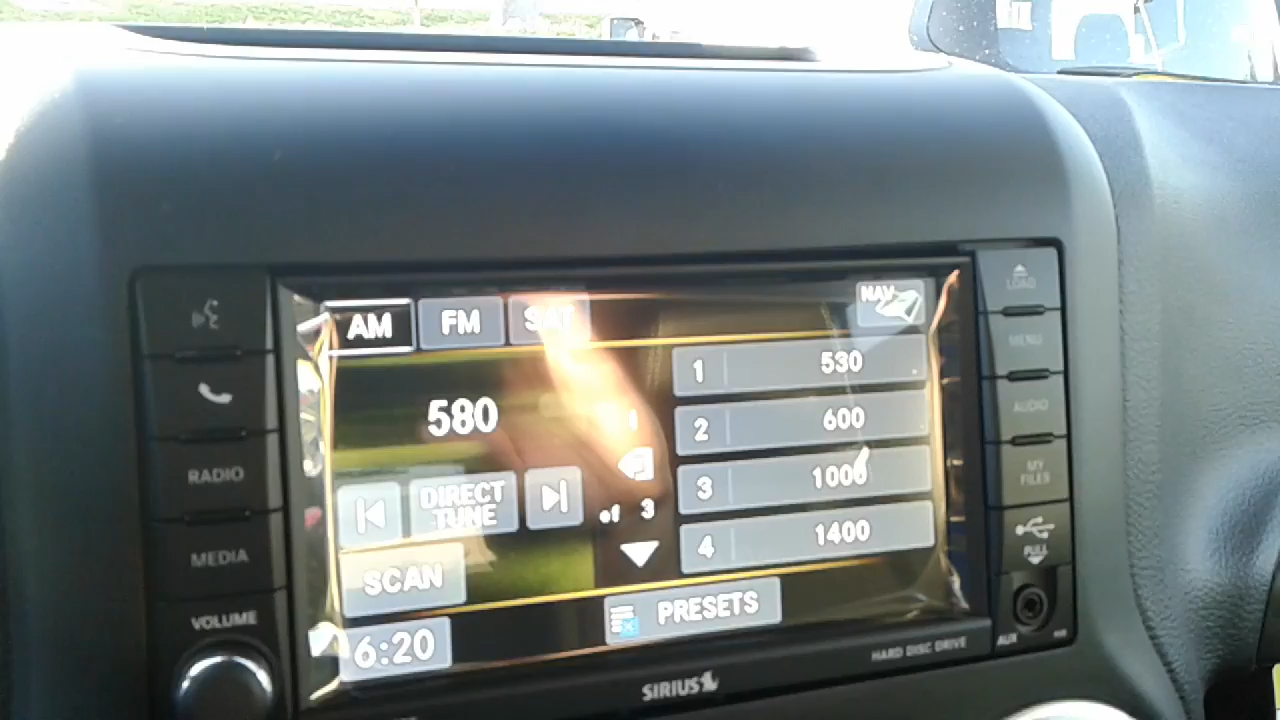 AM FM SAT NAV
580
1 530
2 600
3 1000
4 1400
DIRECT
TUNE
of 3
SCAN
PRESETS
6:20
RADIO
MEDIA
VOLUME
LOAD
MENU
AUDIO
MY
FILES
PULL
AUX
HARD DISC DRIVE
SIRIUS